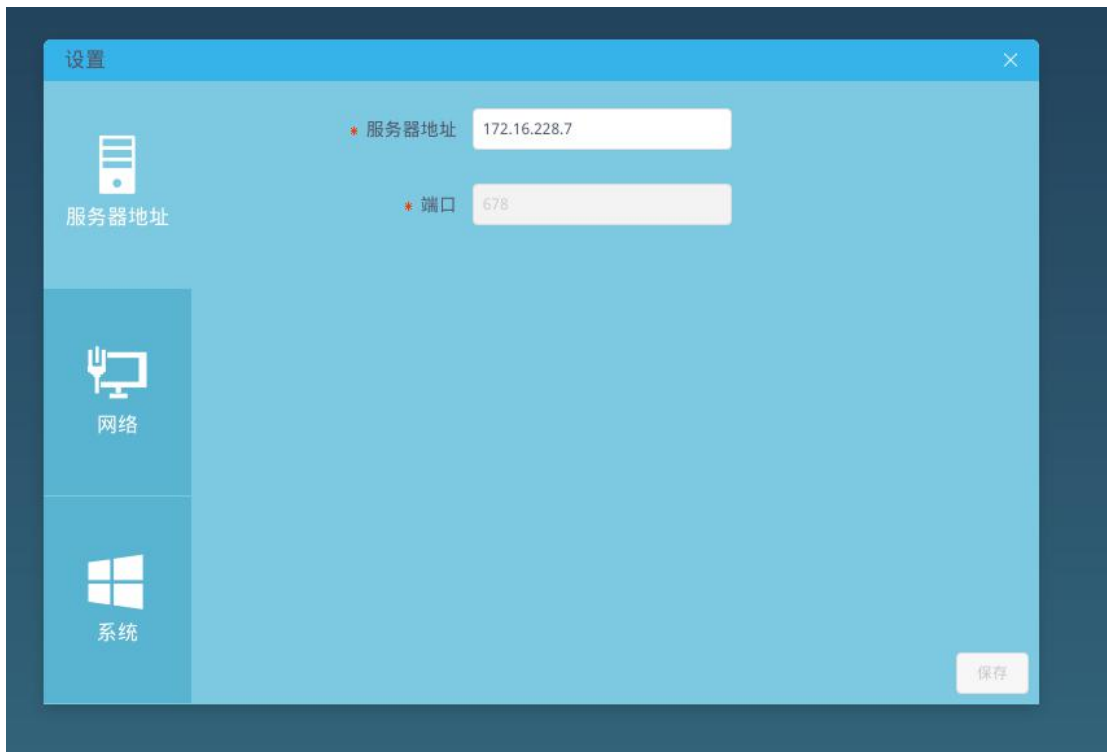 设置
* 服务器地址 172.16.228.7
* 端口 678
服务器地址
网络
系统
保存